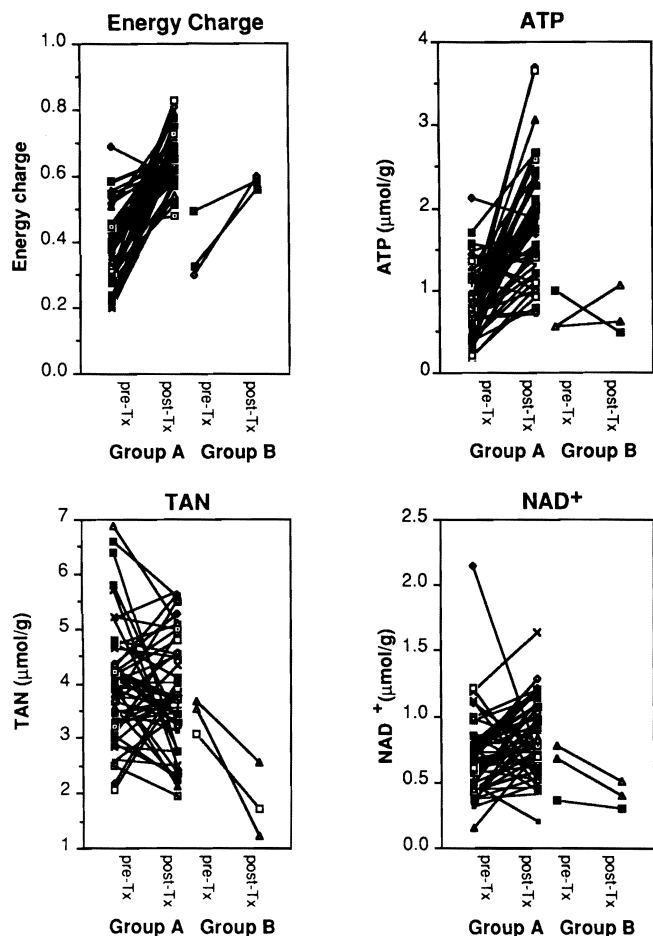 Energy Charge
Energy charge
1.0
0.8
0.6
0.4
0.2
0.0
pre-Tx
post-Tx
pre-Tx
post-Tx
Group A Group B
ATP
ATP (μmol/g)
4
3
2
1
0
pre-Tx
post-Tx
pre-Tx
post-Tx
Group A Group B
TAN
TAN (μmol/g)
7
6
5
4
3
2
1
pre-Tx
post-Tx
pre-Tx
post-Tx
Group A Group B
NAD+
NAD +(μmol/g)
2.5
2.0
1.5
1.0
0.5
0.0
pre-Tx
post-Tx
pre-Tx
post-Tx
Group A Group B